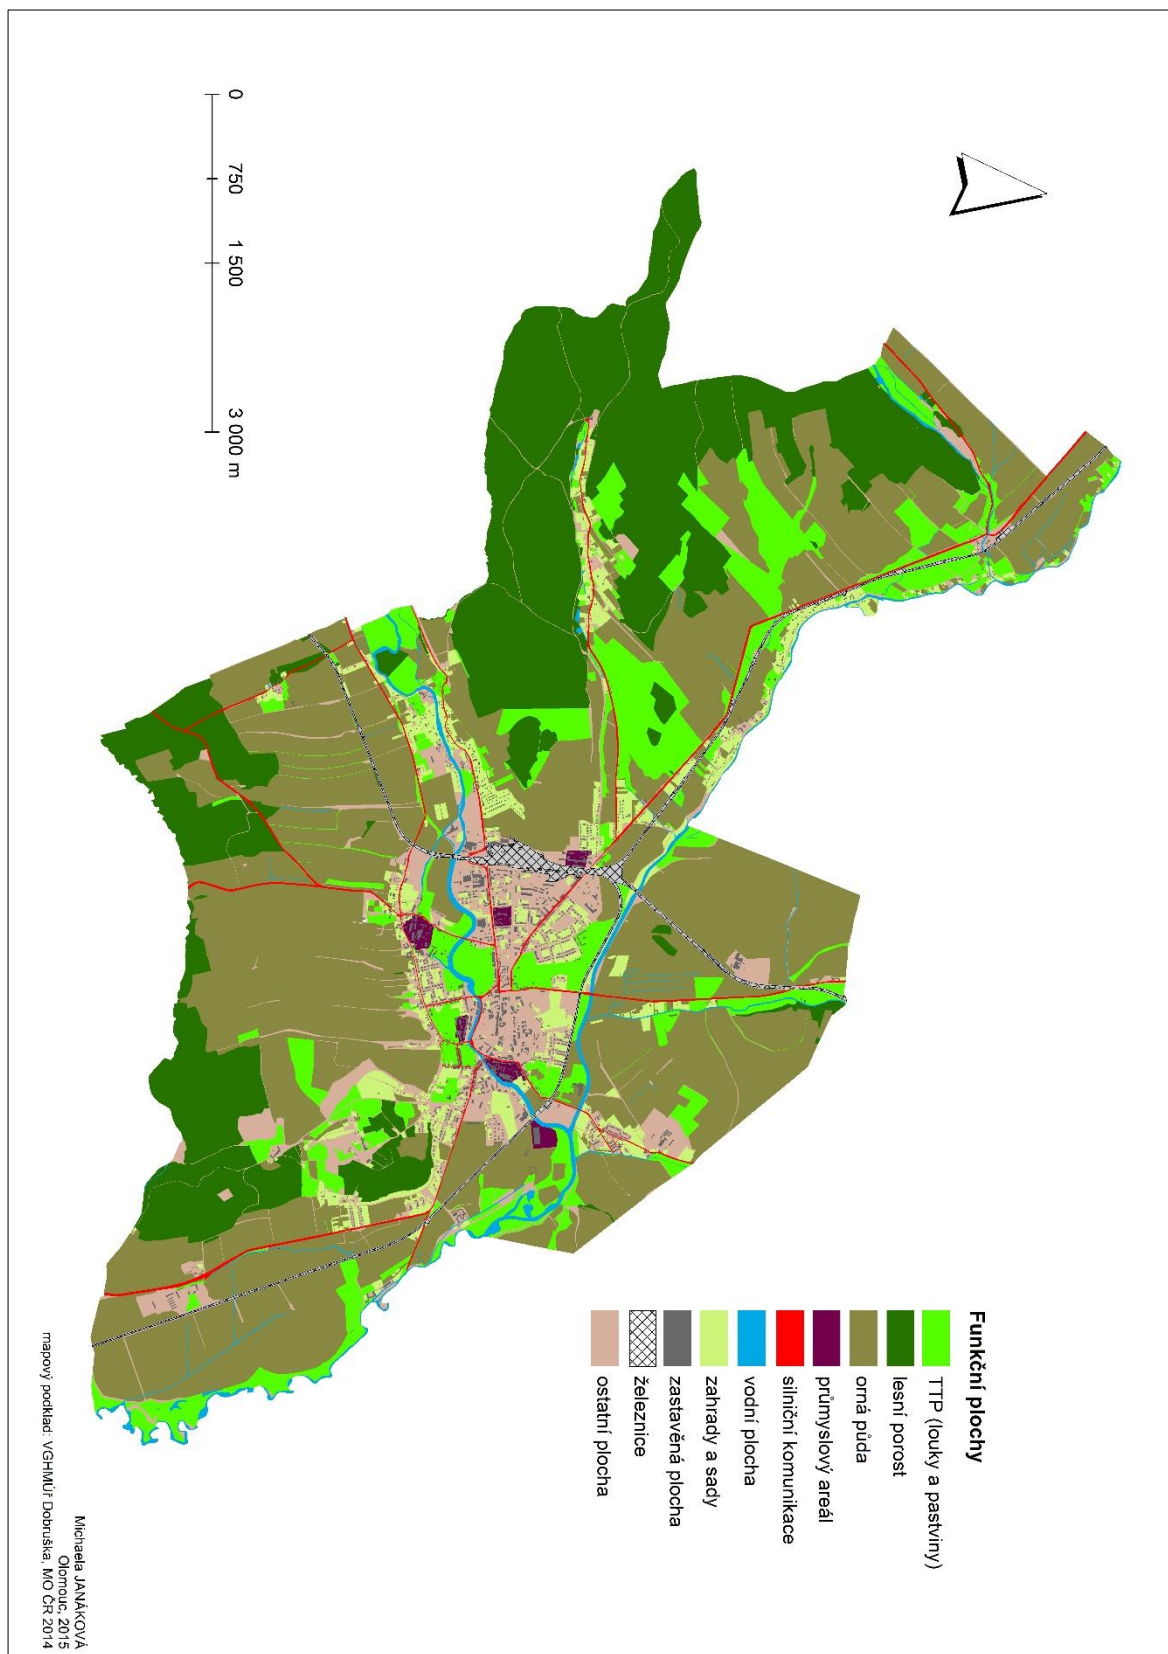 0 750 1 500 3 000 m
Funkční plochy
TTP (louky a pastviny)
lesní porost
orná půda
průmyslový areál
silniční komunikace
vodní plocha
zahrady a sady
zastavěná plocha
železnice
ostatní plocha
Michaela JANÁKOVÁ
Olomouc, 2015
mapový podklad: VGHMÚř Dobruška, MO ČR 2014